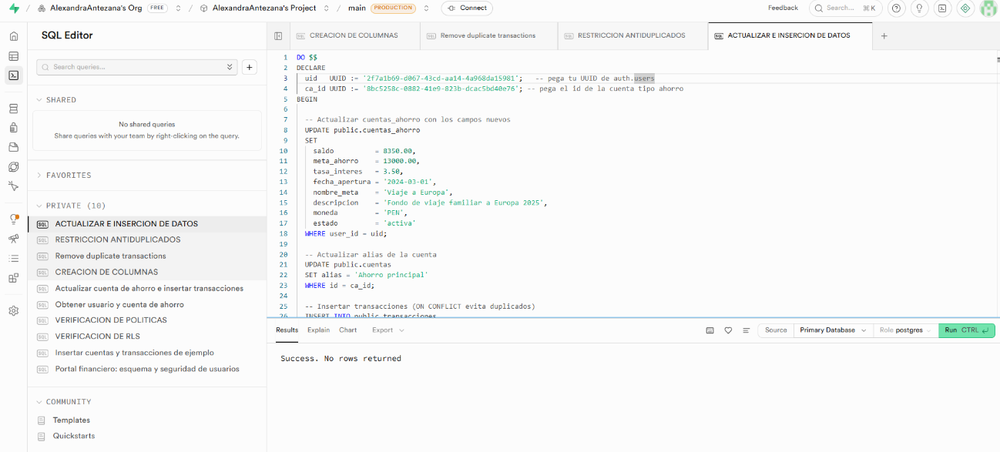 / AlexandraAntezana's Org FREE / AlexandraAntezana's Project / main PRODUCTION Connect Feedback Search... ⌘K
SQL Editor
Search queries...
SHARED
No shared queries
Share queries with your team by right-clicking on the query.
FAVORITES
PRIVATE (10)
SQL ACTUALIZAR E INSERCION DE DATOS
SQL RESTRICCION ANTIDUPLICADOS
SQL Remove duplicate transactions
SQL CREACION DE COLUMNAS
SQL Actualizar cuenta de ahorro e insertar transacciones
SQL Obtener usuario y cuenta de ahorro
SQL VERIFICACION DE POLITICAS
SQL VERIFICACION DE RLS
SQL Insertar cuentas y transacciones de ejemplo
SQL Portal financiero: esquema y seguridad de usuarios
COMMUNITY
Templates
Quickstarts
SQL CREACION DE COLUMNAS SQL Remove duplicate transactions SQL RESTRICCION ANTIDUPLICADOS SQL ACTUALIZAR E INSERCION DE DATOS +
1 DO $$
2 DECLARE
3 uid UUID := '2f7a1b69-d067-43cd-aa14-4a968da15981'; -- pega tu UUID de auth.users
4 ca_id UUID := '8bc5258c-0882-41e9-823b-dcac5bd40e76'; -- pega el id de la cuenta tipo ahorro
5 BEGIN
6
7 -- Actualizar cuentas_ahorro con los campos nuevos
8 UPDATE public.cuentas_ahorro
9 SET
10 saldo = 8350.00,
11 meta_ahorro = 13000.00,
12 tasa_interes = 3.50,
13 fecha_apertura = '2024-03-01',
14 nombre_meta = 'Viaje a Europa',
15 descripcion = 'Fondo de viaje familiar a Europa 2025',
16 moneda = 'PEN',
17 estado = 'activa'
18 WHERE user_id = uid;
19
20 -- Actualizar alias de la cuenta
21 UPDATE public.cuentas
22 SET alias = 'Ahorro principal'
23 WHERE id = ca_id;
24
25 -- Insertar transacciones (ON CONFLICT evita duplicados)
26 INSERT INTO public.transacciones
Results Explain Chart Export Source Primary Database Role postgres Run CTRL ↵
Success. No rows returned